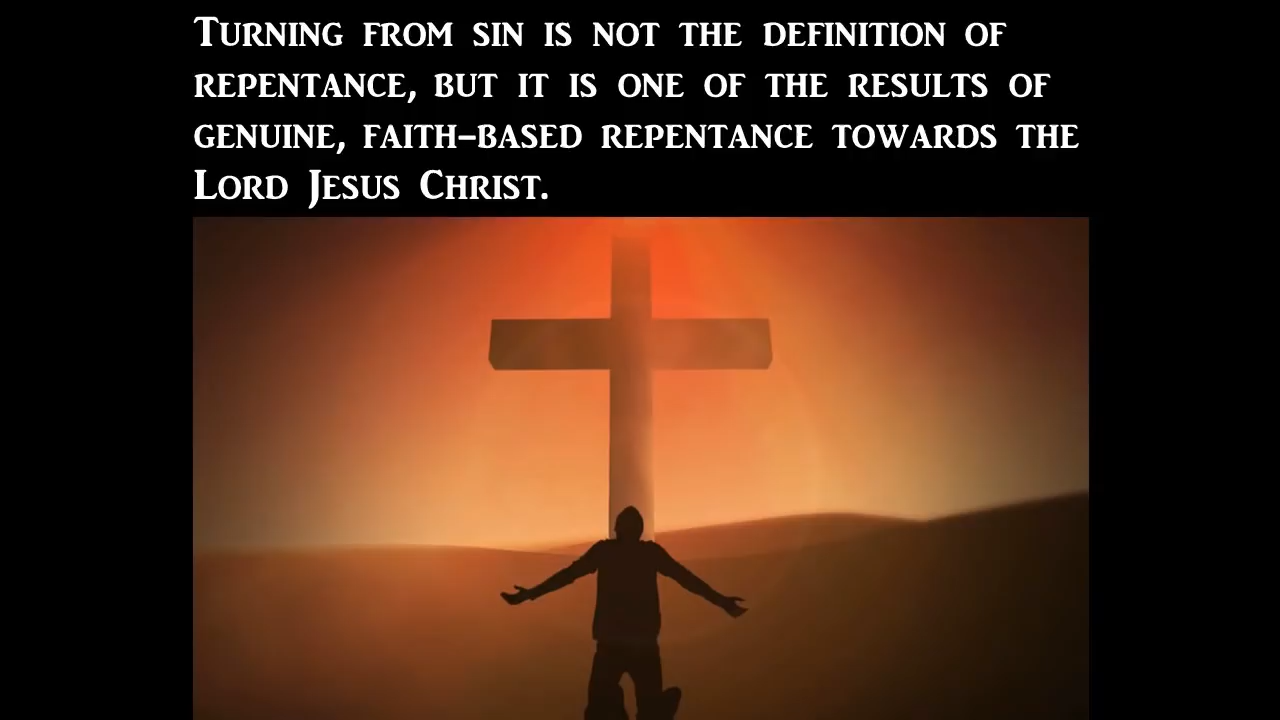 Turning from sin is not the definition of
repentance, but it is one of the results of
genuine, faith-based repentance towards the
Lord Jesus Christ.